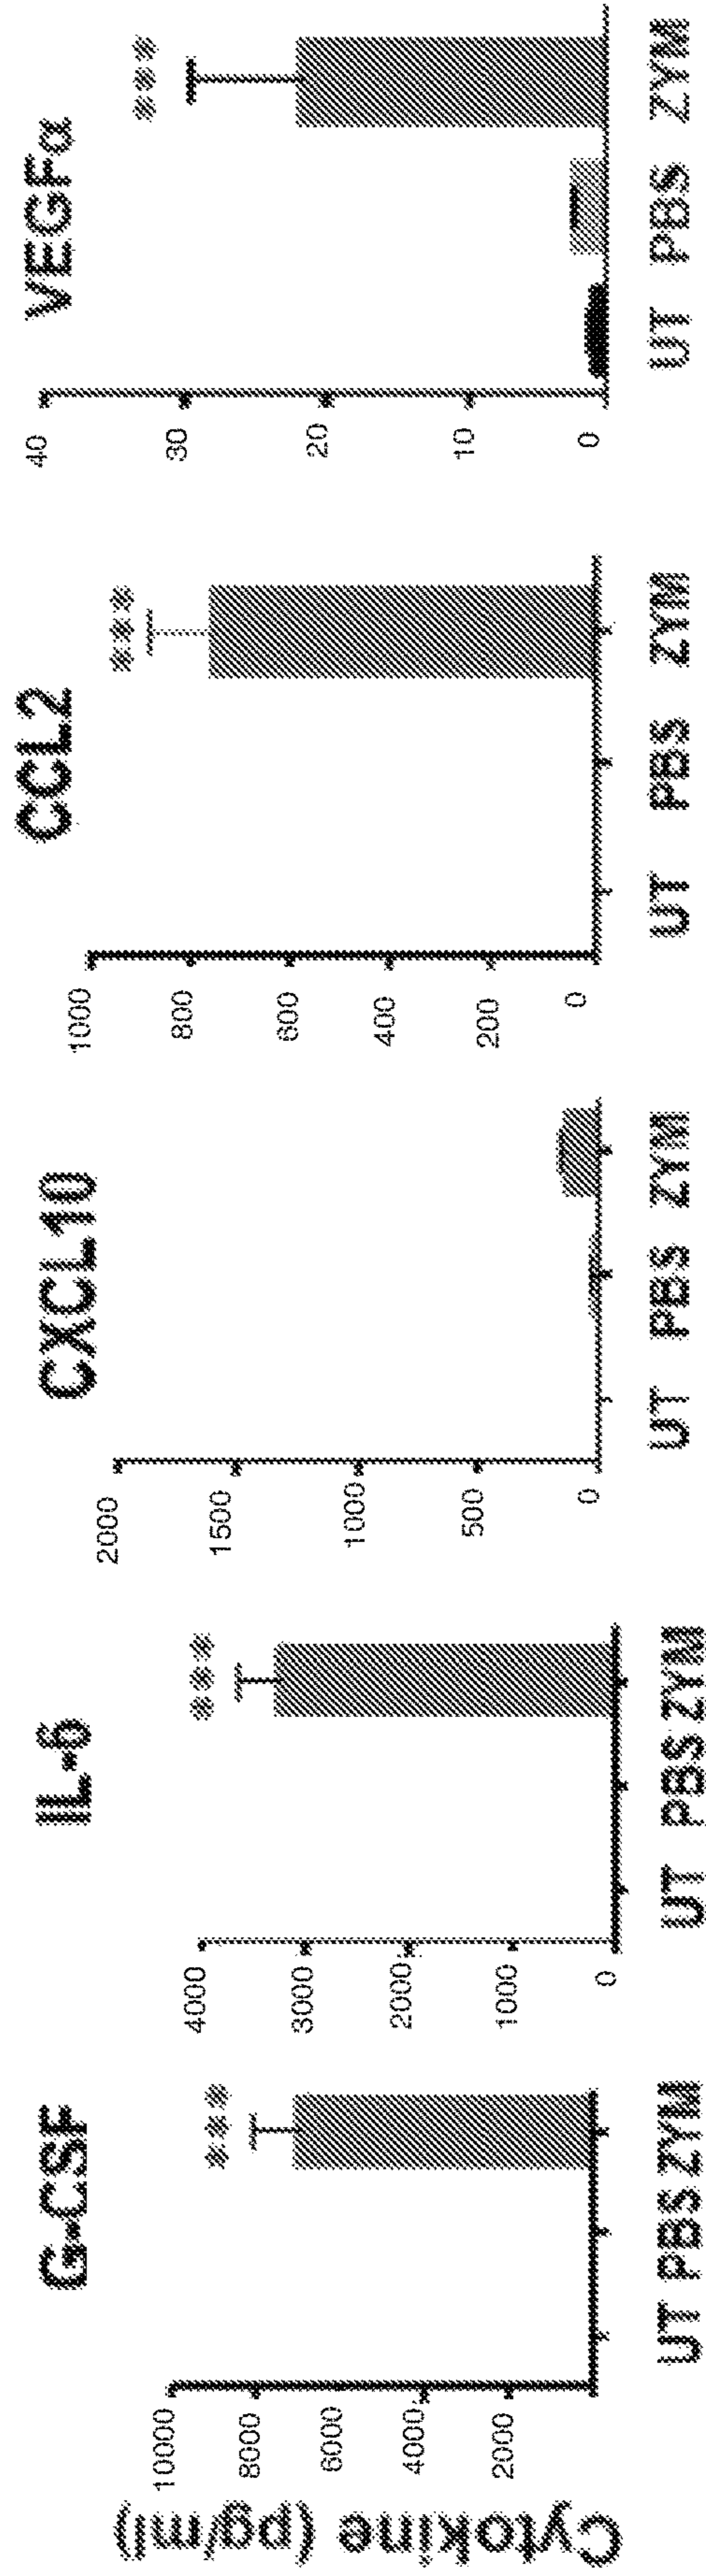 Cytokine (pg/ml)
G-CSF
10000
8000
6000
4000
2000
UT PBS ZYM
***
IL-6
4000
3000
2000
1000
0
UT PBS ZYM
***
CXCL10
2000
1500
1000
500
0
UT PBS ZYM
CCL2
1000
800
600
400
200
0
UT PBS ZYM
***
VEGFα
40
30
20
10
0
UT PBS ZYM
***